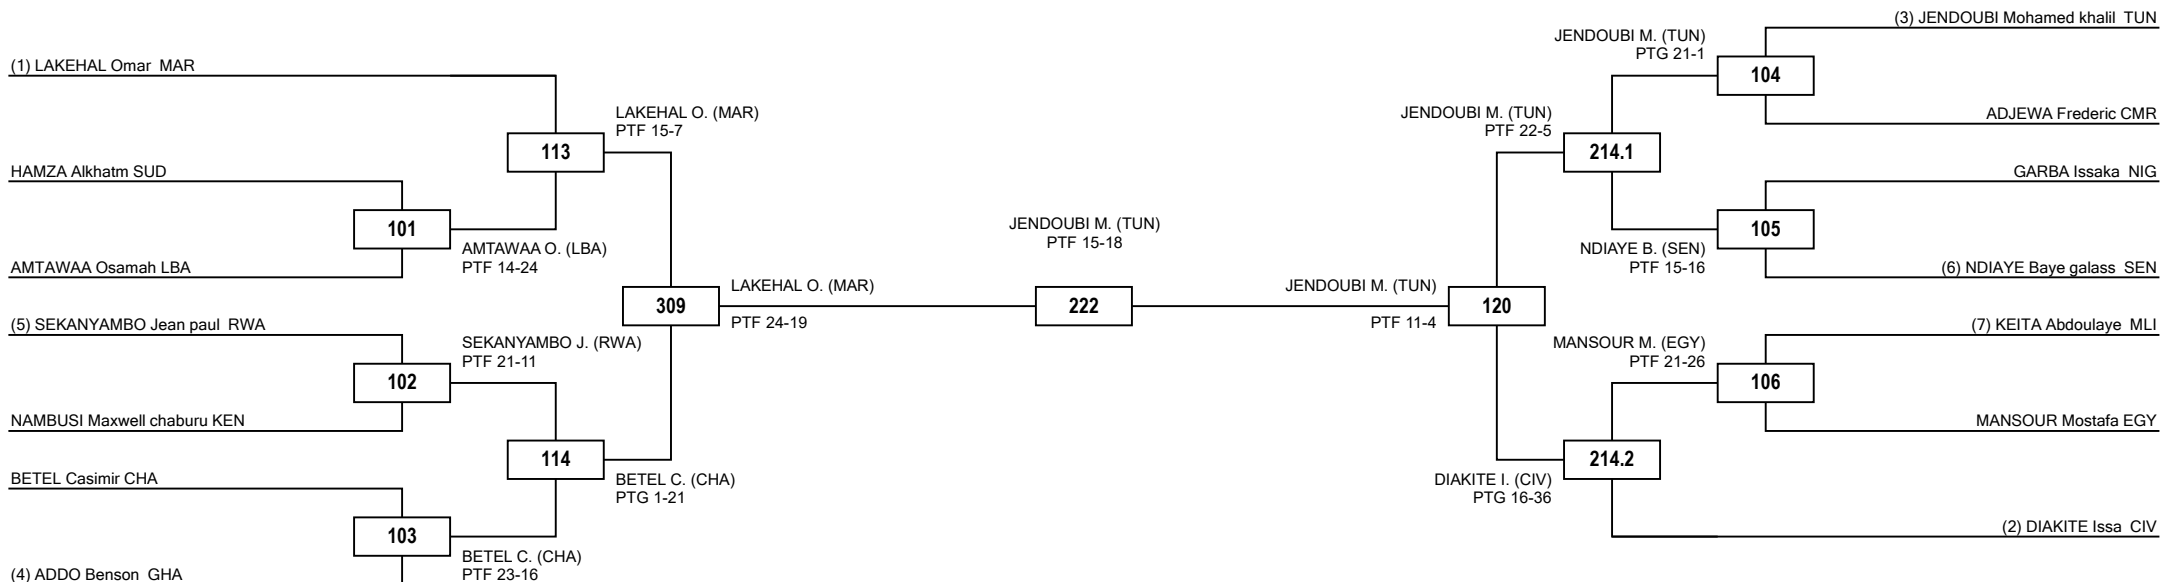 (3) JENDOUBI Mohamed khalil TUN
JENDOUBI M. (TUN)
PTG 21-1
(1) LAKEHAL Omar MAR
104
LAKEHAL O. (MAR)
PTF 15-7
JENDOUBI M. (TUN)
PTF 22-5
ADJEWA Frederic CMR
113
214.1
HAMZA Alkhatm SUD
GARBA Issaka NIG
101
105
JENDOUBI M. (TUN)
PTF 15-18
AMTAWAA O. (LBA)
PTF 14-24
NDIAYE B. (SEN)
PTF 15-16
AMTAWAA Osamah LBA
(6) NDIAYE Baye galass SEN
309
LAKEHAL O. (MAR)
PTF 24-19
222
JENDOUBI M. (TUN)
PTF 11-4
120
(5) SEKANYAMBO Jean paul RWA
(7) KEITA Abdoulaye MLI
SEKANYAMBO J. (RWA)
PTF 21-11
MANSOUR M. (EGY)
PTF 21-26
102
106
NAMBUSI Maxwell chaburu KEN
MANSOUR Mostafa EGY
114
214.2
BETEL Casimir CHA
BETEL C. (CHA)
PTG 1-21
DIAKITE I. (CIV)
PTG 16-36
103
(2) DIAKITE Issa CIV
BETEL C. (CHA)
PTF 23-16
(4) ADDO Benson GHA